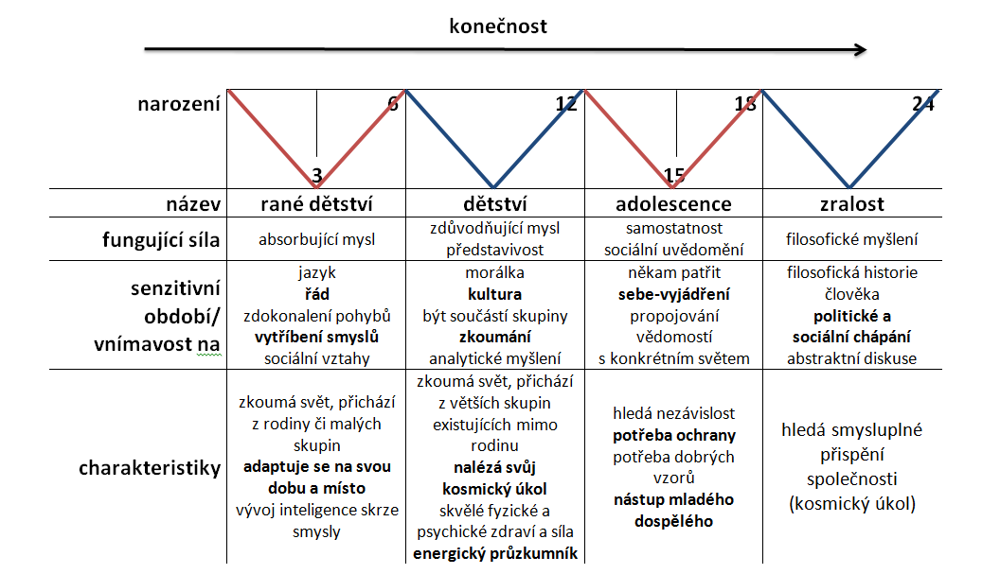 konečnost
narození
6
12
18
24
3
15
název
rané dětství
dětství
adolescence
zralost
fungující síla
absorbující mysl
zdůvodňující mysl
představivost
samostatnost
sociální uvědomění
filosofické myšlení
senzitivní
období/
vnímavost na
jazyk
řád
zdokonalení pohybů
vytříbení smyslů
sociální vztahy
morálka
kultura
být součástí skupiny
zkoumání
analytické myšlení
někam patřit
sebe-vyjádření
propojování
vědomostí
s konkrétním světem
filosofická historie
člověka
politické a
sociální chápání
abstraktní diskuse
charakteristiky
zkoumá svět, přichází
z rodiny či malých
skupin
adaptuje se na svou
dobu a místo
vývoj inteligence skrze
smysly
zkoumá svět, přichází
z větších skupin
existujících mimo
rodinu
nalézá svůj
kosmický úkol
skvělé fyzické a
psychické zdraví a síla
energický průzkumník
hledá nezávislost
potřeba ochrany
potřeba dobrých
vzorů
nástup mladého
dospělého
hledá smysluplné
přispění
společnosti
(kosmický úkol)